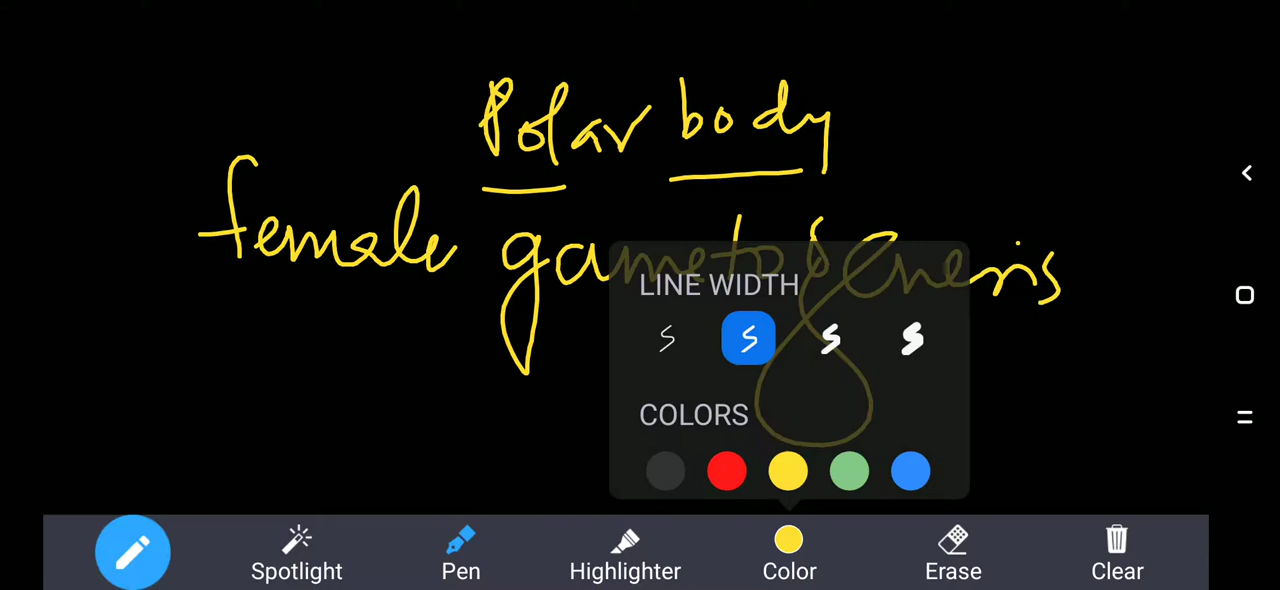 Polar body
female gametogenesis
LINE WIDTH
COLORS
Spotlight
Pen
Highlighter
Color
Erase
Clear